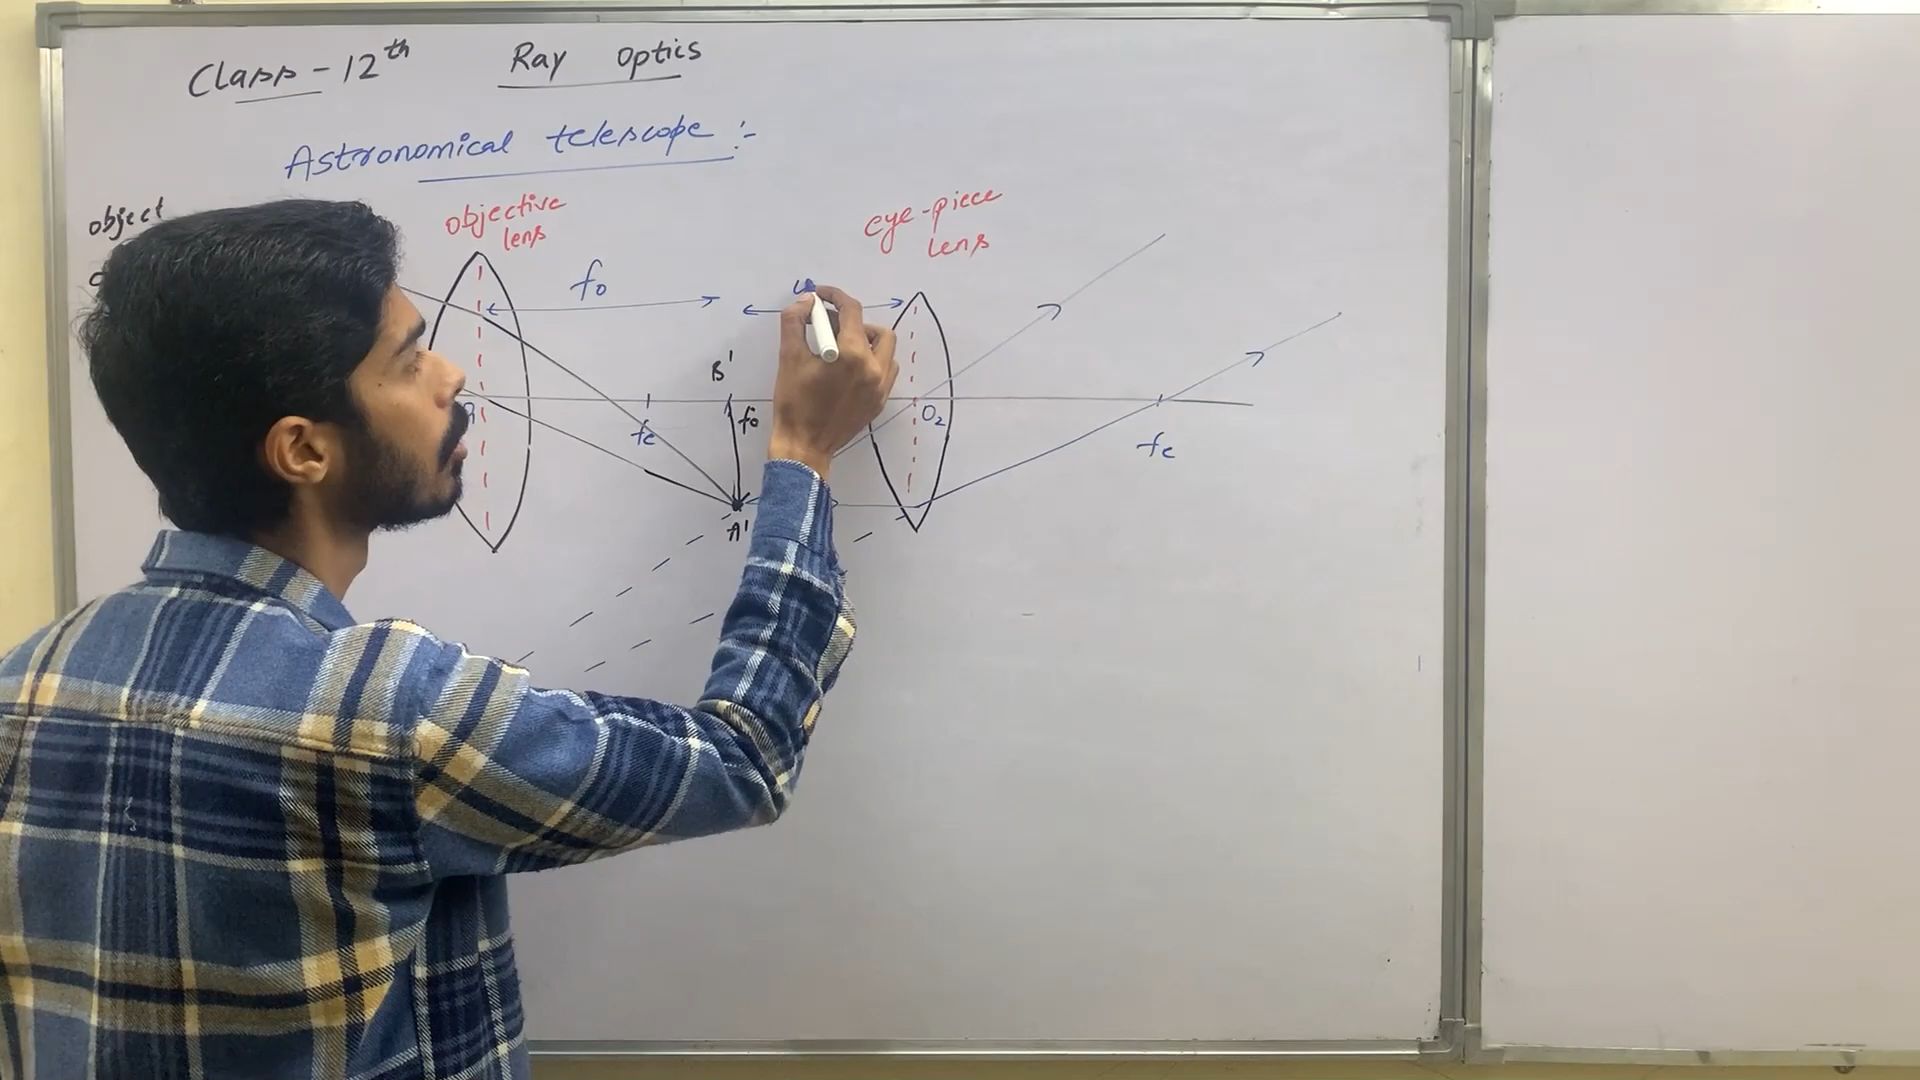 Class - 12th Ray Optics
Astronomical telescope :-
object
objective
lens
eye-piece
lens
fo
B'
fo
fe
O2
fe
A'